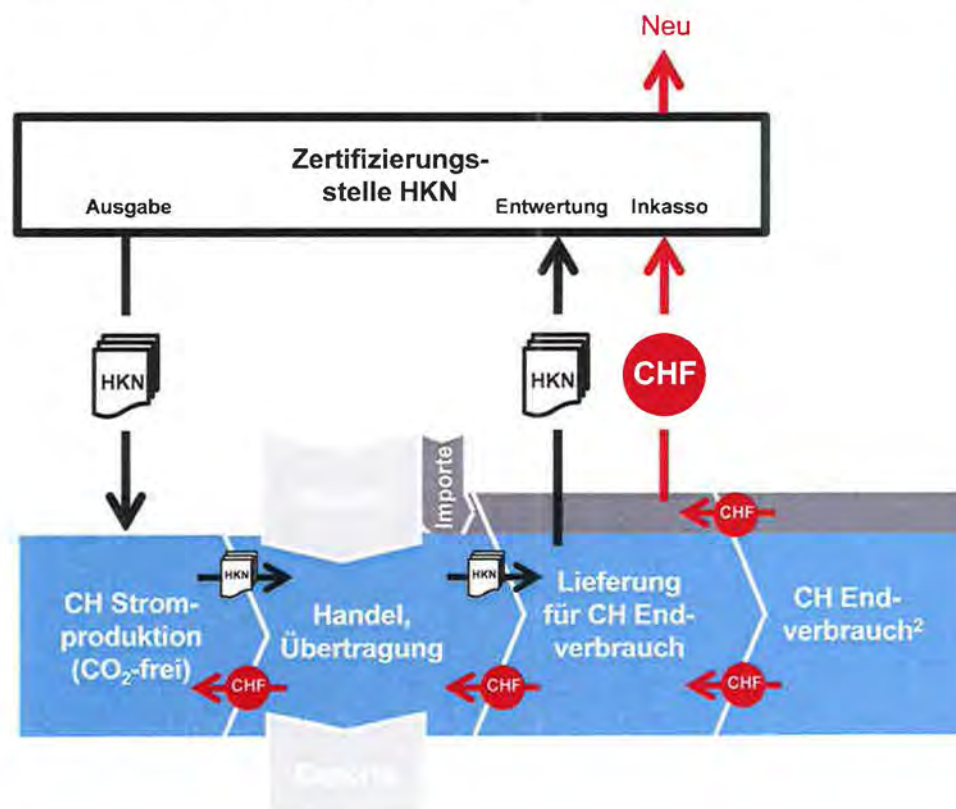 Neu
Zertifizierungs-
stelle HKN
Ausgabe
Entwertung
Inkasso
HKN
HKN
CHF
Importe
CHF
HKN
HKN
CH Strom-
produktion
(CO₂-frei)
Handel,
Übertragung
Lieferung
für CH End-
verbrauch
CH End-
verbrauch²
CHF
CHF
CHF